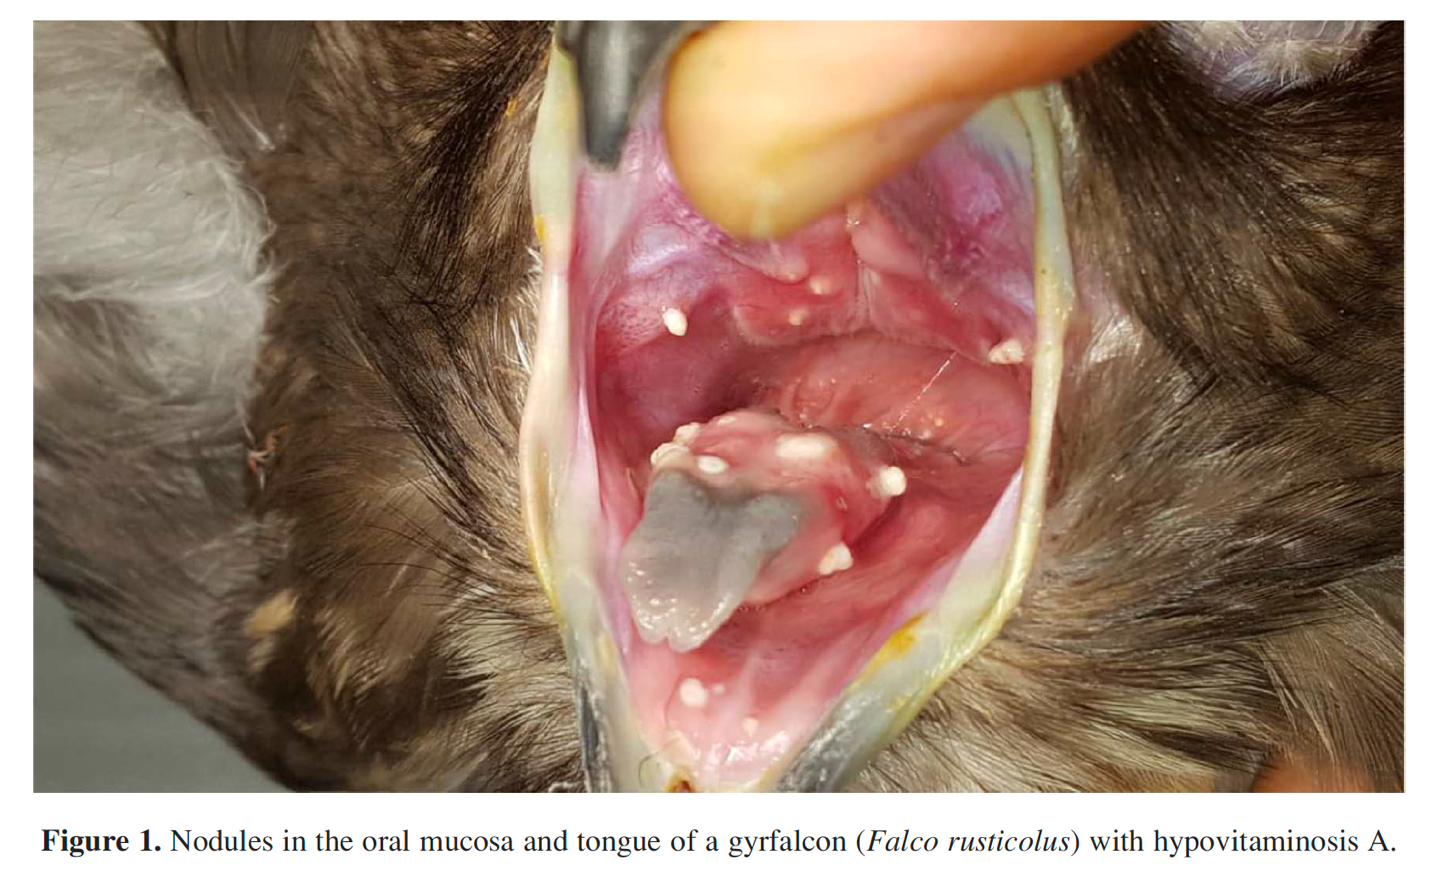 Figure 1. Nodules in the oral mucosa and tongue of a gyrfalcon (Falco rusticolus) with hypovitaminosis A.